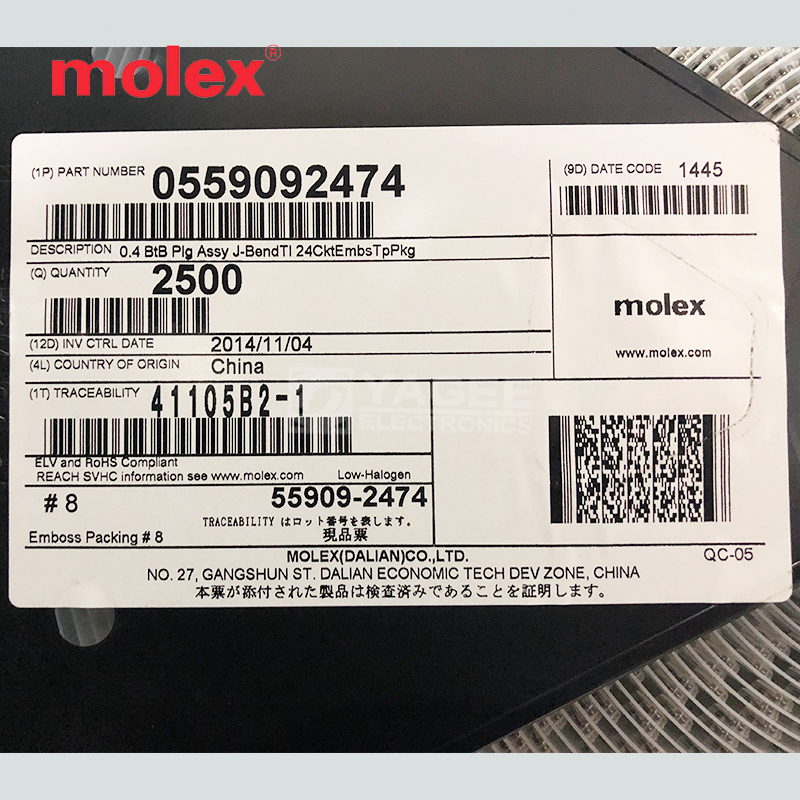 molex®
(1P) PART NUMBER 0559092474
(9D) DATE CODE 1445
DESCRIPTION 0.4 BtB Plg Assy J-BendTl 24CktEmbsTpPkg
(Q) QUANTITY 2500
molex
www.molex.com
(12D) INV CTRL DATE 2014/11/04
(4L) COUNTRY OF ORIGIN China
(1T) TRACEABILITY 41105B2-1
YAGEE
ELECTRONICS
ELV and RoHS Compliant
REACH SVHC information see www.molex.com Low-Halogen
# 8 55909-2474
TRACEABILITY はロット番号を表します。
Emboss Packing # 8 現品票
MOLEX(DALIAN)CO.,LTD. QC-05
NO. 27, GANGSHUN ST. DALIAN ECONOMIC TECH DEV ZONE, CHINA
本票が添付された製品は検査済みであることを証明します。